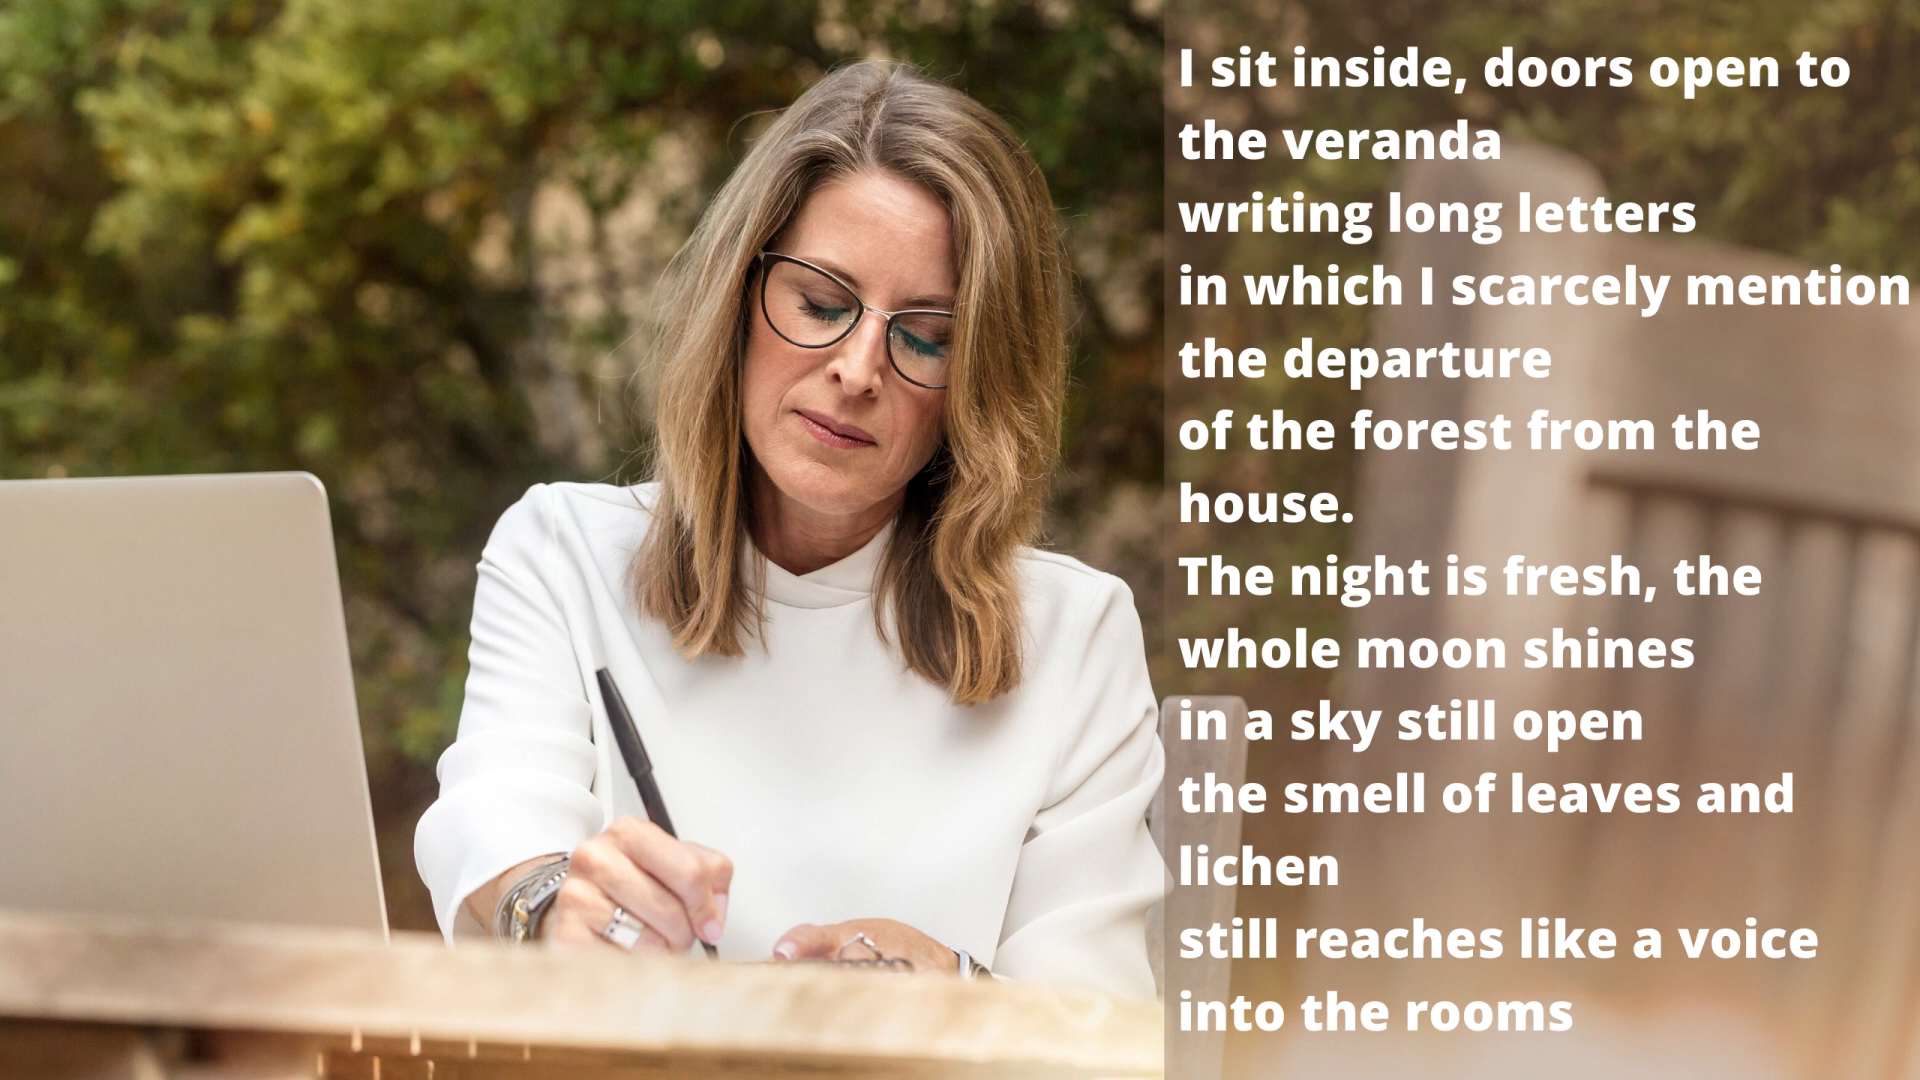 I sit inside, doors open to
the veranda
writing long letters
in which I scarcely mention
the departure
of the forest from the
house.
The night is fresh, the
whole moon shines
in a sky still open
the smell of leaves and
lichen
still reaches like a voice
into the rooms